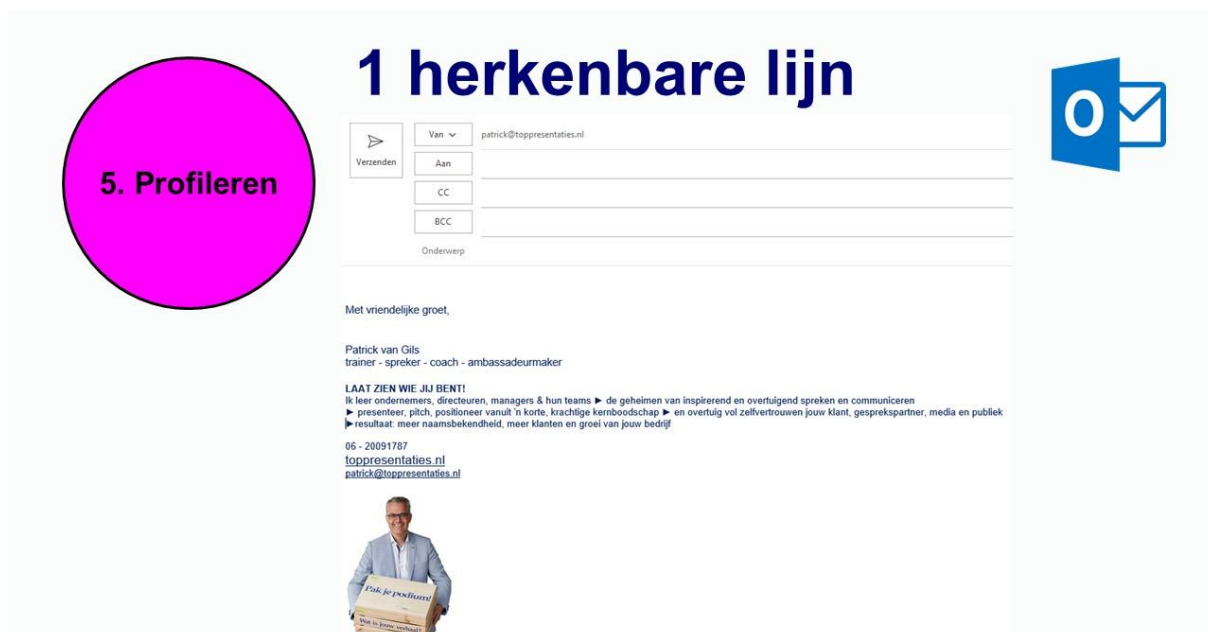 1 herkenbare lijn
5. Profileren
Verzenden
Van
patrick@toppresentaties.nl
Aan
CC
BCC
Onderwerp
Met vriendelijke groet,
Patrick van Gils
trainer - spreker - coach - ambassadeurmaker
LAAT ZIEN WIE JIJ BENT!
Ik leer ondernemers, directeuren, managers & hun teams ► de geheimen van inspirerend en overtuigend spreken en communiceren
► presenteer, pitch, positioneer vanuit 'n korte, krachtige kernboodschap ► en overtuig vol zelfvertrouwen jouw klant, gesprekspartner, media en publiek
► resultaat: meer naamsbekendheid, meer klanten en groei van jouw bedrijf
06 - 20091787
toppresentaties.nl
patrick@toppresentaties.nl
Pak je podium!
Wat is jouw verhaal?
O